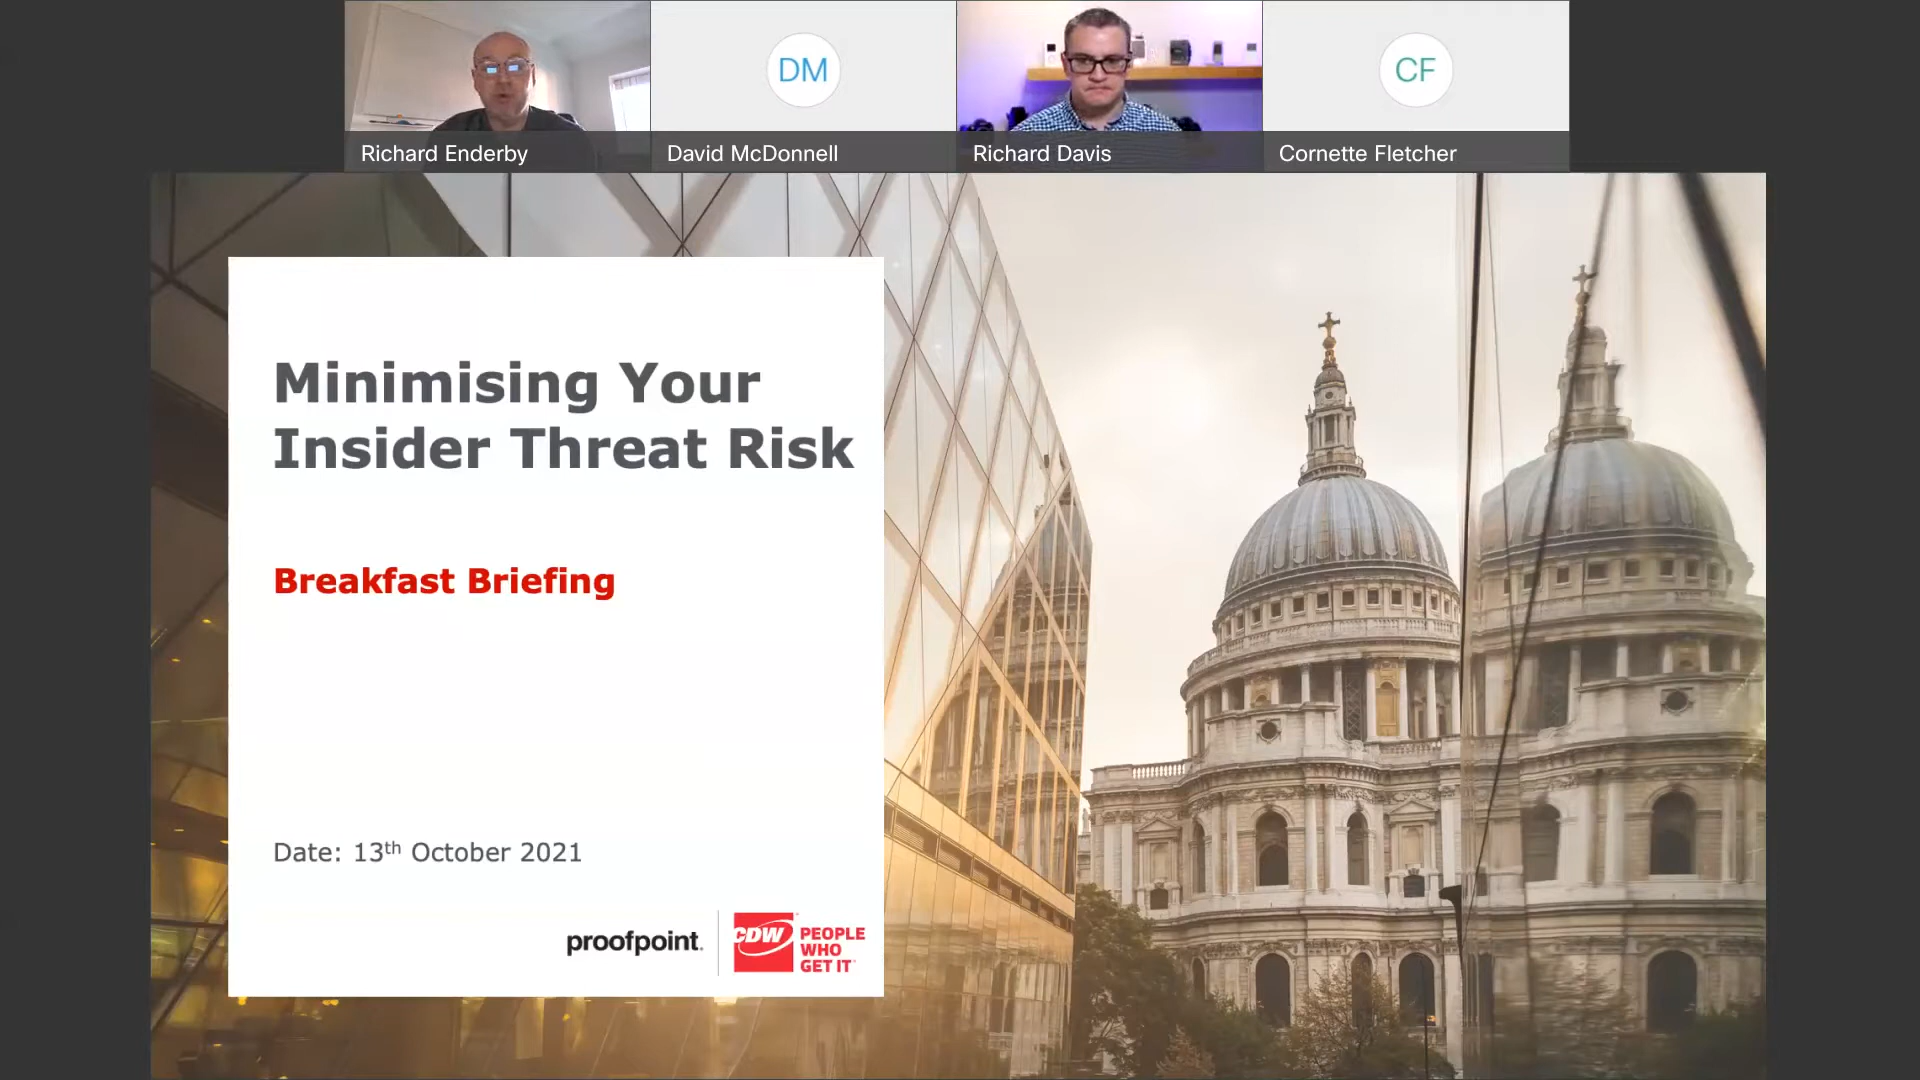 Richard Enderby
DM
David McDonnell
Richard Davis
CF
Cornette Fletcher
Minimising Your
Insider Threat Risk
Breakfast Briefing
Date: 13th October 2021
proofpoint.
CDW
PEOPLE
WHO
GET IT